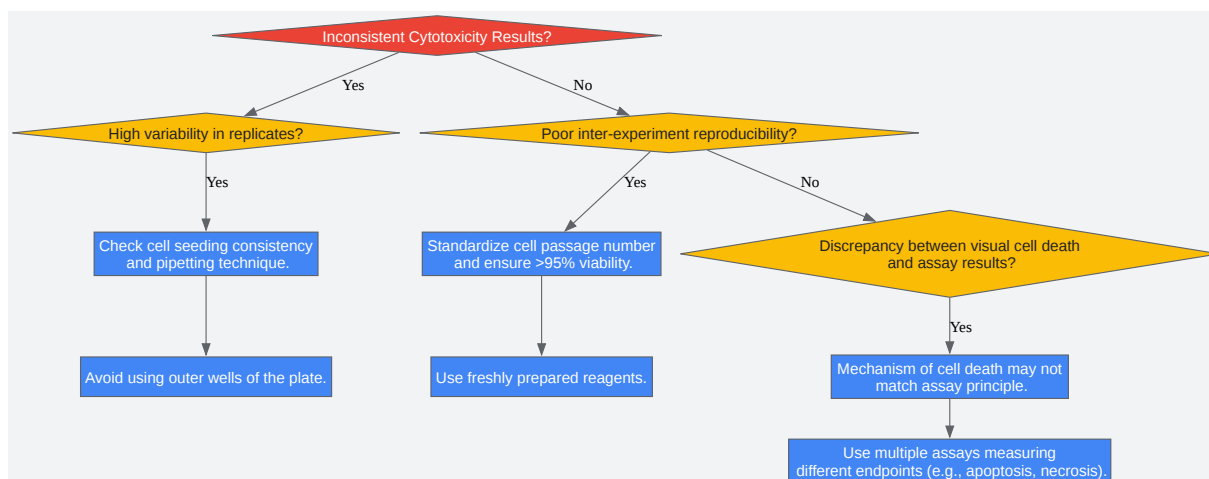 Inconsistent Cytotoxicity Results?
Yes
No
High variability in replicates?
Poor inter-experiment reproducibility?
Yes
Yes
No
Check cell seeding consistency
and pipetting technique.
Standardize cell passage number
and ensure >95% viability.
Discrepancy between visual cell death
and assay results?
Yes
Avoid using outer wells of the plate.
Use freshly prepared reagents.
Mechanism of cell death may not
match assay principle.
Use multiple assays measuring
different endpoints (e.g., apoptosis, necrosis).